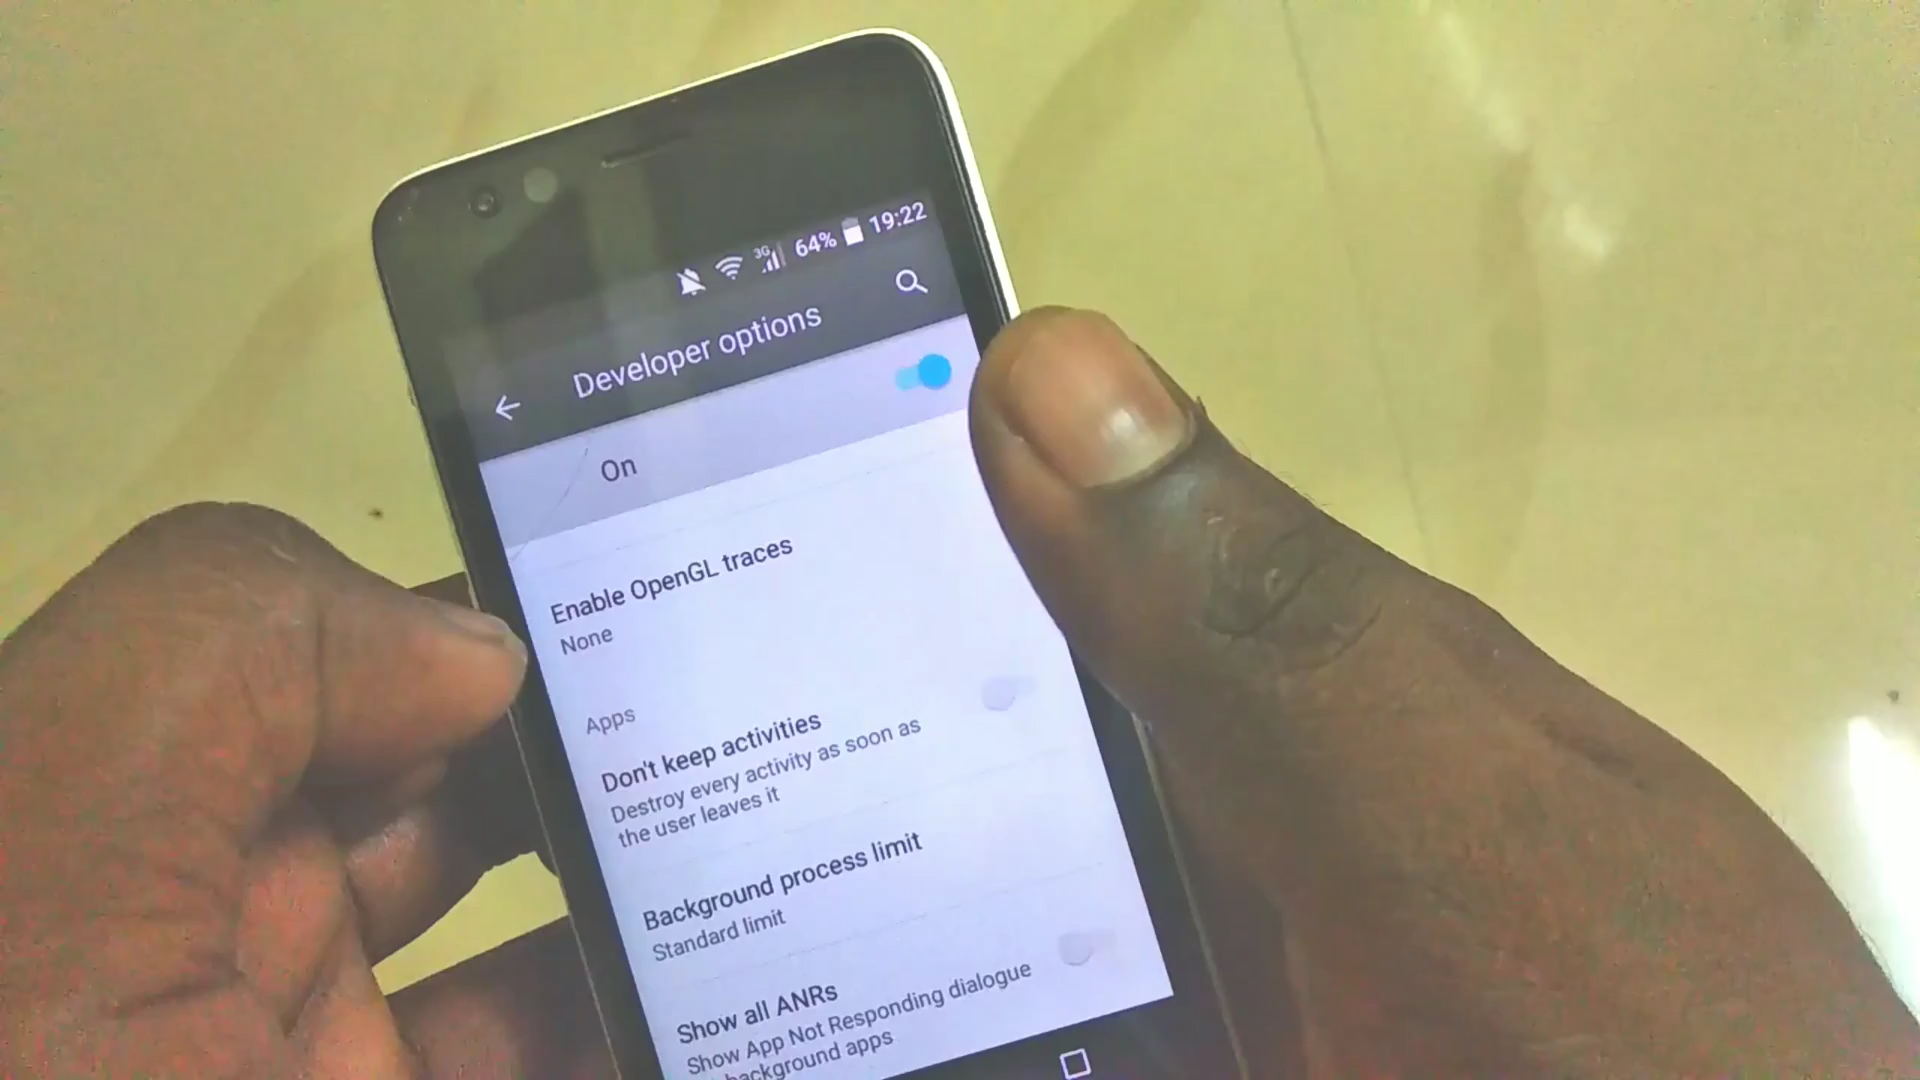 3G 64% 19:22
Developer options
On
Enable OpenGL traces
None
Apps
Don't keep activities
Destroy every activity as soon as
the user leaves it
Background process limit
Standard limit
Show all ANRs
Show App Not Responding dialogue
background apps